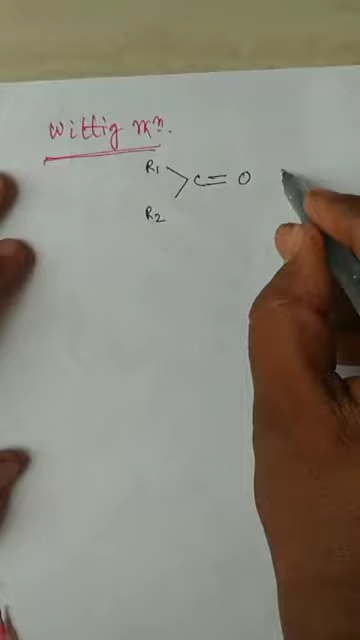 Wittig rxn.
R1
C=O
R2